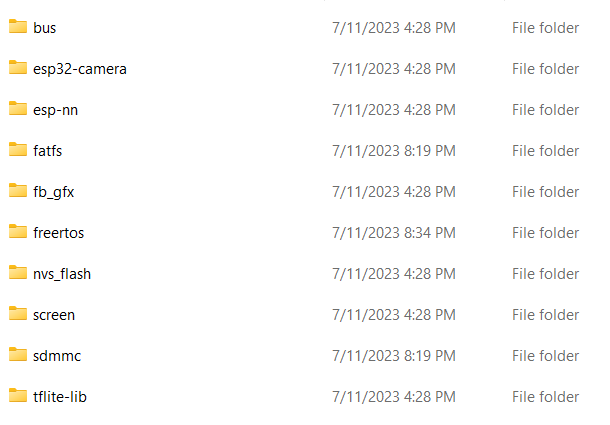 bus 7/11/2023 4:28 PM File folder
esp32-camera 7/11/2023 4:28 PM File folder
esp-nn 7/11/2023 4:28 PM File folder
fatfs 7/11/2023 8:19 PM File folder
fb_gfx 7/11/2023 4:28 PM File folder
freertos 7/11/2023 8:34 PM File folder
nvs_flash 7/11/2023 4:28 PM File folder
screen 7/11/2023 4:28 PM File folder
sdmmc 7/11/2023 8:19 PM File folder
tflite-lib 7/11/2023 4:28 PM File folder